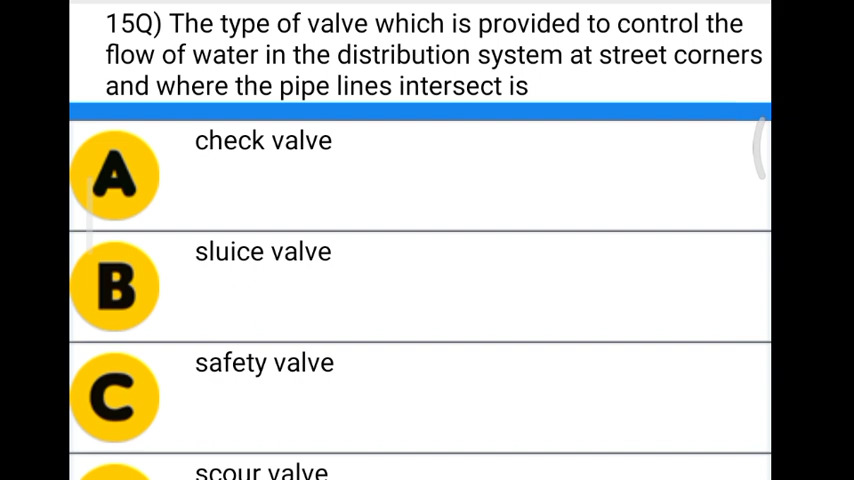 15Q) The type of valve which is provided to control the
flow of water in the distribution system at street corners
and where the pipe lines intersect is
A
check valve
B
sluice valve
C
safety valve
scour valve